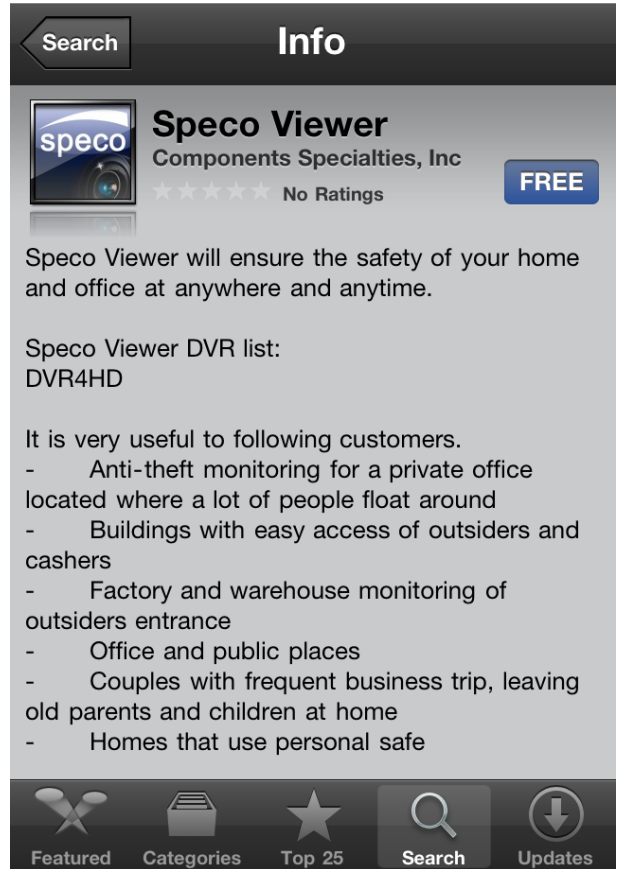 Search
Info
speco
Speco Viewer
Components Specialties, Inc
No Ratings
FREE
Speco Viewer will ensure the safety of your home
and office at anywhere and anytime.
Speco Viewer DVR list:
DVR4HD
It is very useful to following customers.
- Anti-theft monitoring for a private office
located where a lot of people float around
- Buildings with easy access of outsiders and
cashers
- Factory and warehouse monitoring of
outsiders entrance
- Office and public places
- Couples with frequent business trip, leaving
old parents and children at home
- Homes that use personal safe
Featured
Categories
Top 25
Search
Updates